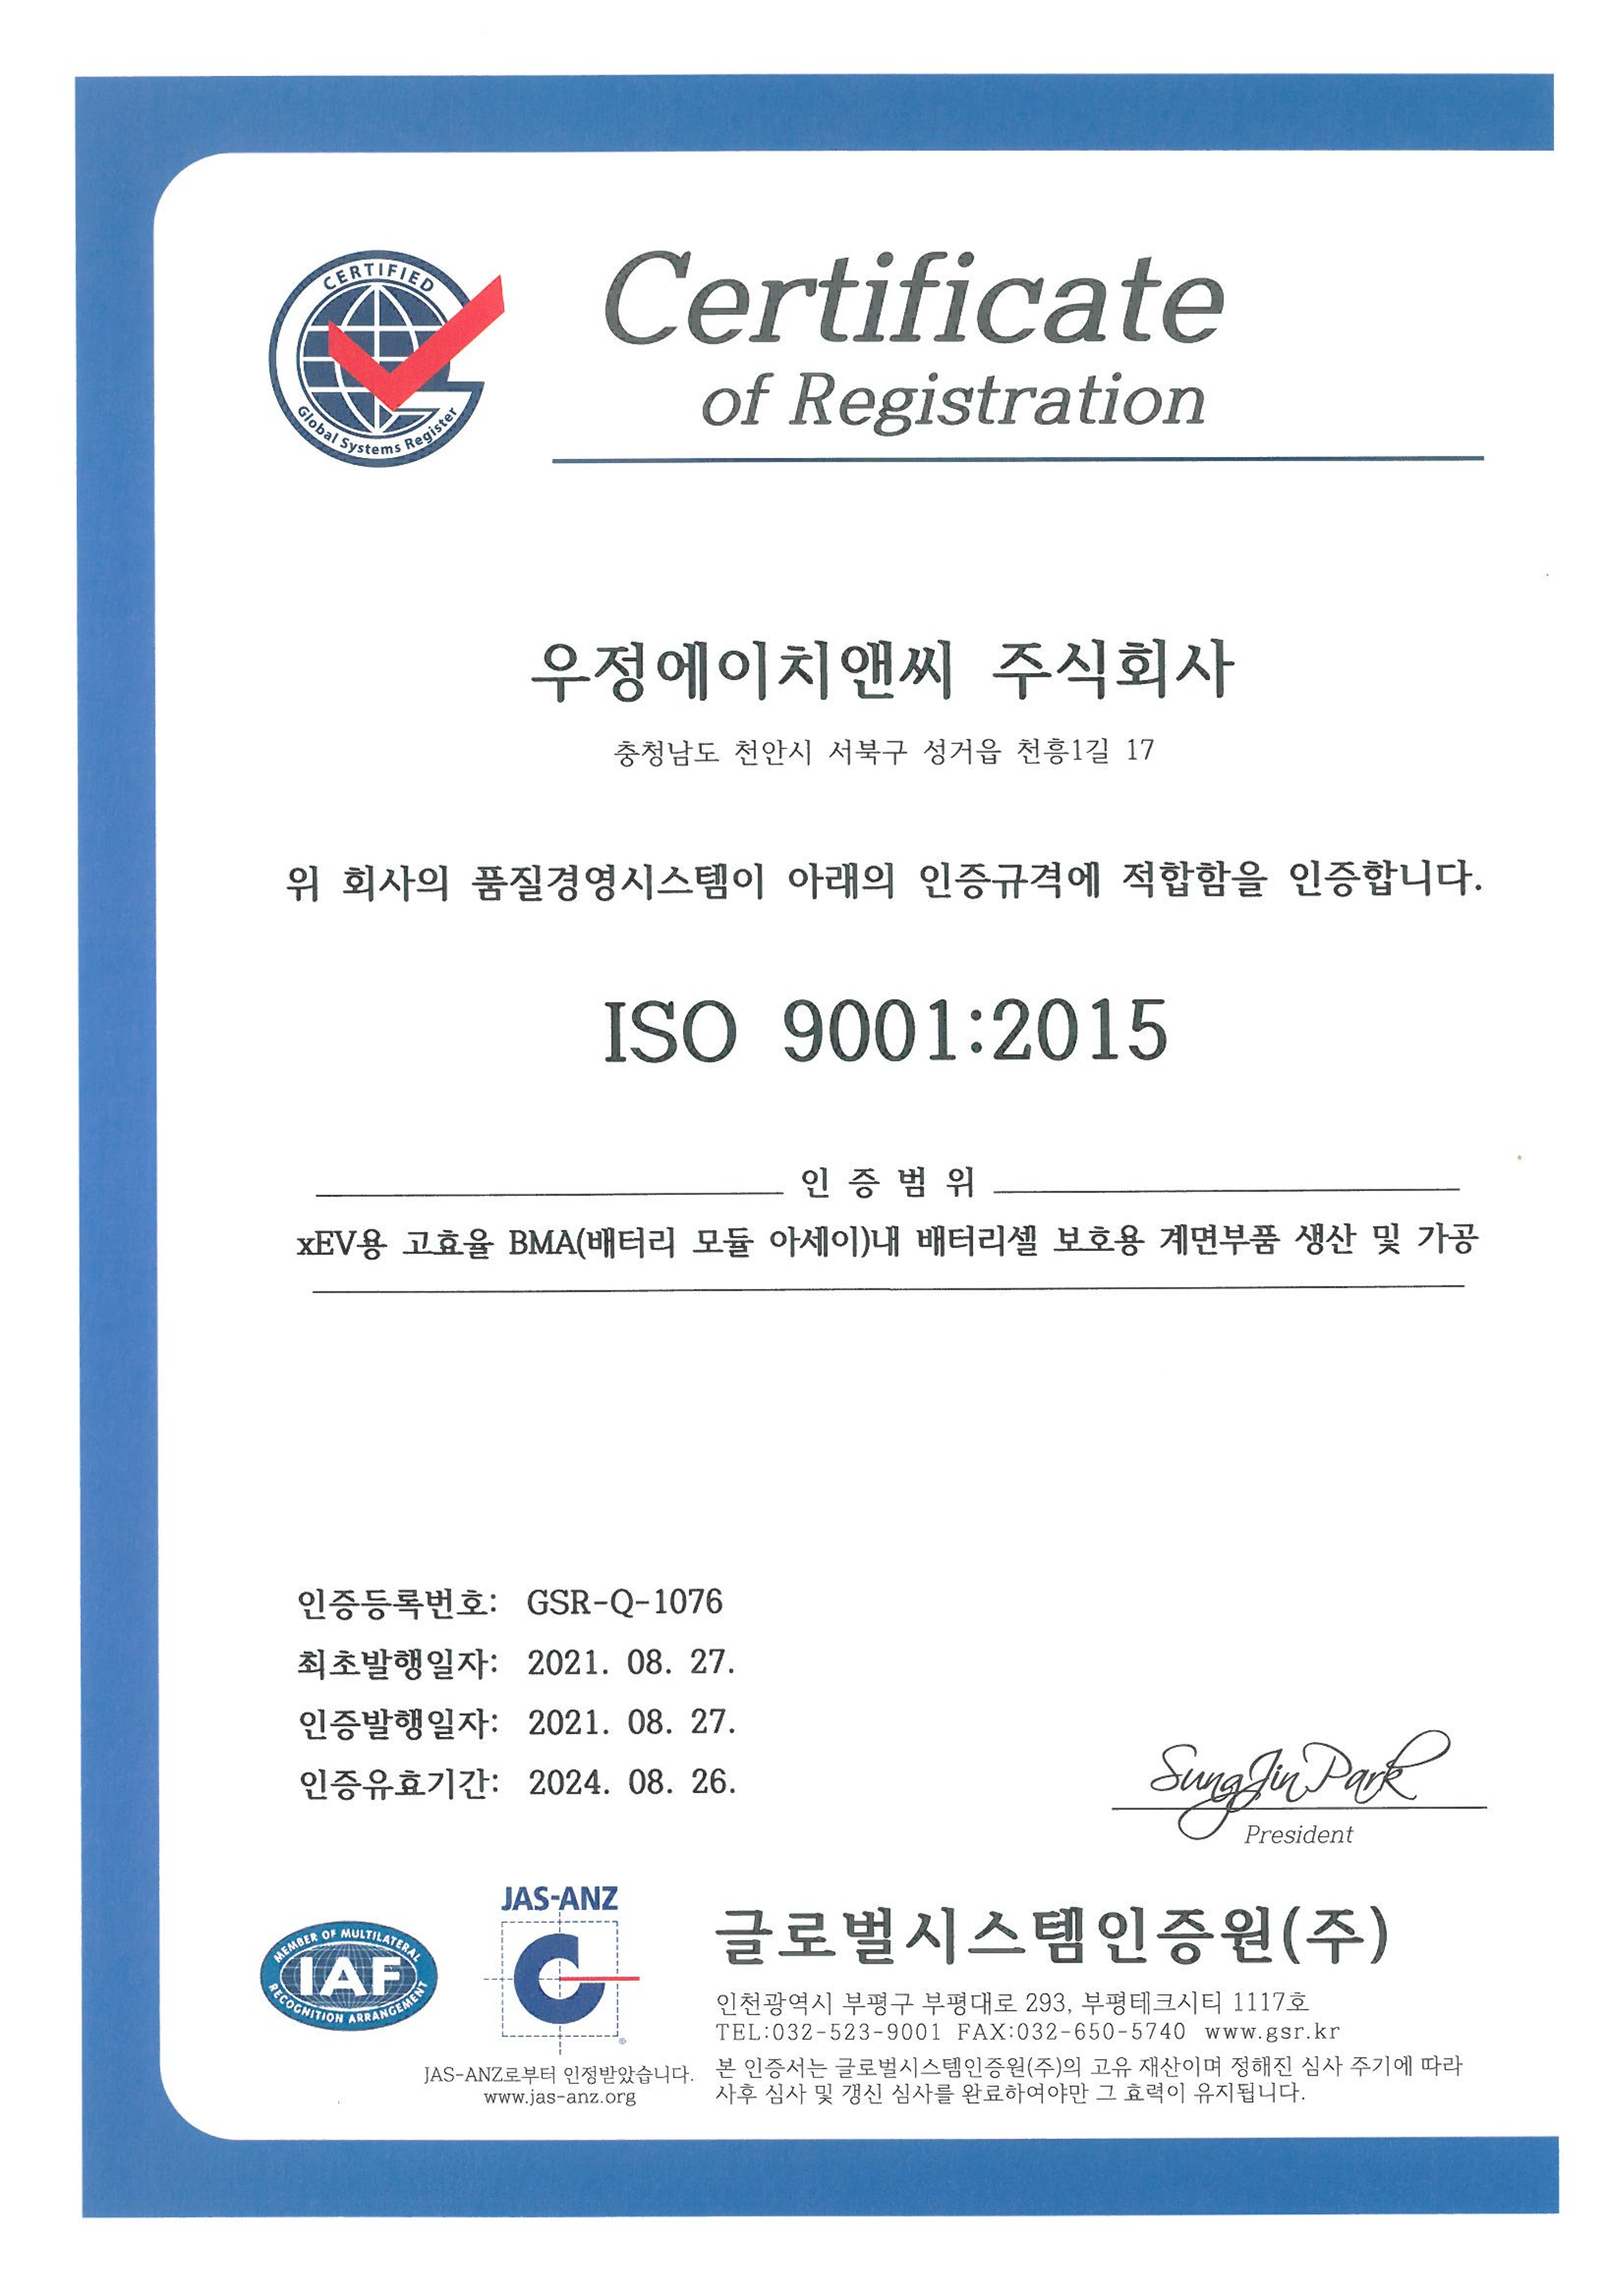 CERTIFIED
Global Systems Register
Certificate
of Registration
우정에이치앤씨 주식회사
충청남도 천안시 서북구 성거읍 천흥1길 17
위 회사의 품질경영시스템이 아래의 인증규격에 적합함을 인증합니다.
ISO 9001:2015
인증범위
xEV용 고효율 BMA(배터리 모듈 아세이)내 배터리셀 보호용 계면부품 생산 및 가공
인증등록번호: GSR-Q-1076
최초발행일자: 2021. 08. 27.
인증발행일자: 2021. 08. 27.
인증유효기간: 2024. 08. 26.
SungJin Park
President
MEMBER OF MULTILATERAL
IAF
RECOGNITION ARRANGEMENT
JAS-ANZ
®
JAS-ANZ로부터 인정받았습니다.
www.jas-anz.org
글로벌시스템인증원(주)
인천광역시 부평구 부평대로 293, 부평테크시티 1117호
TEL:032-523-9001 FAX:032-650-5740 www.gsr.kr
본 인증서는 글로벌시스템인증원(주)의 고유 재산이며 정해진 심사 주기에 따라
사후 심사 및 갱신 심사를 완료하여야만 그 효력이 유지됩니다.